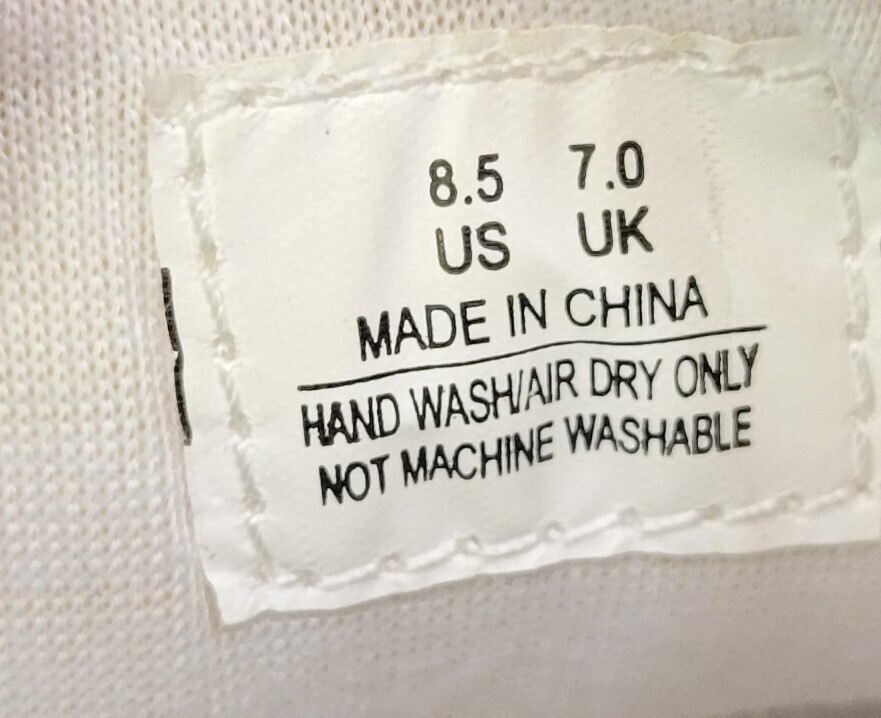 8.5 7.0
US UK
MADE IN CHINA
HAND WASH/AIR DRY ONLY
NOT MACHINE WASHABLE